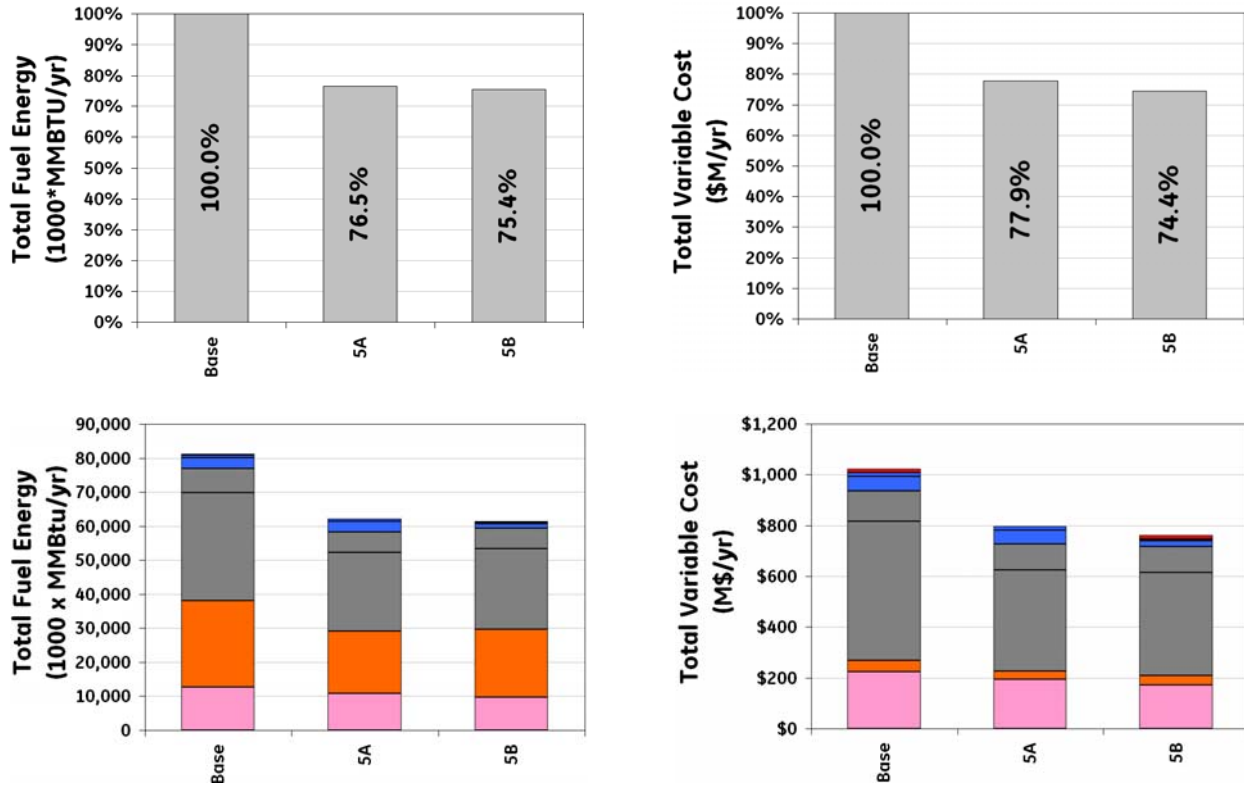 Total Fuel Energy
(1000*MMBTU/yr)
100%
90%
80%
70%
60%
50%
40%
30%
20%
10%
0%
100.0%
76.5%
75.4%
Base
5A
5B
Total Variable Cost
($M/yr)
100%
90%
80%
70%
60%
50%
40%
30%
20%
10%
0%
100.0%
77.9%
74.4%
Base
5A
5B
Total Fuel Energy
(1000 x MMBtu/yr)
90,000
80,000
70,000
60,000
50,000
40,000
30,000
20,000
10,000
0
Base
5A
5B
Total Variable Cost
(M$/yr)
$1,200
$1,000
$800
$600
$400
$200
$0
Base
5A
5B